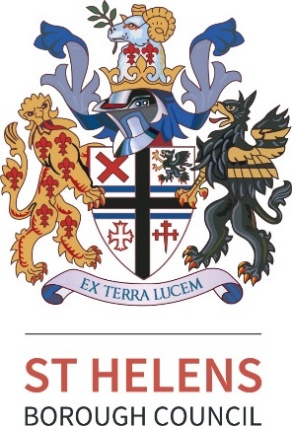 EX TERRA LUCEM
ST HELENS
BOROUGH COUNCIL